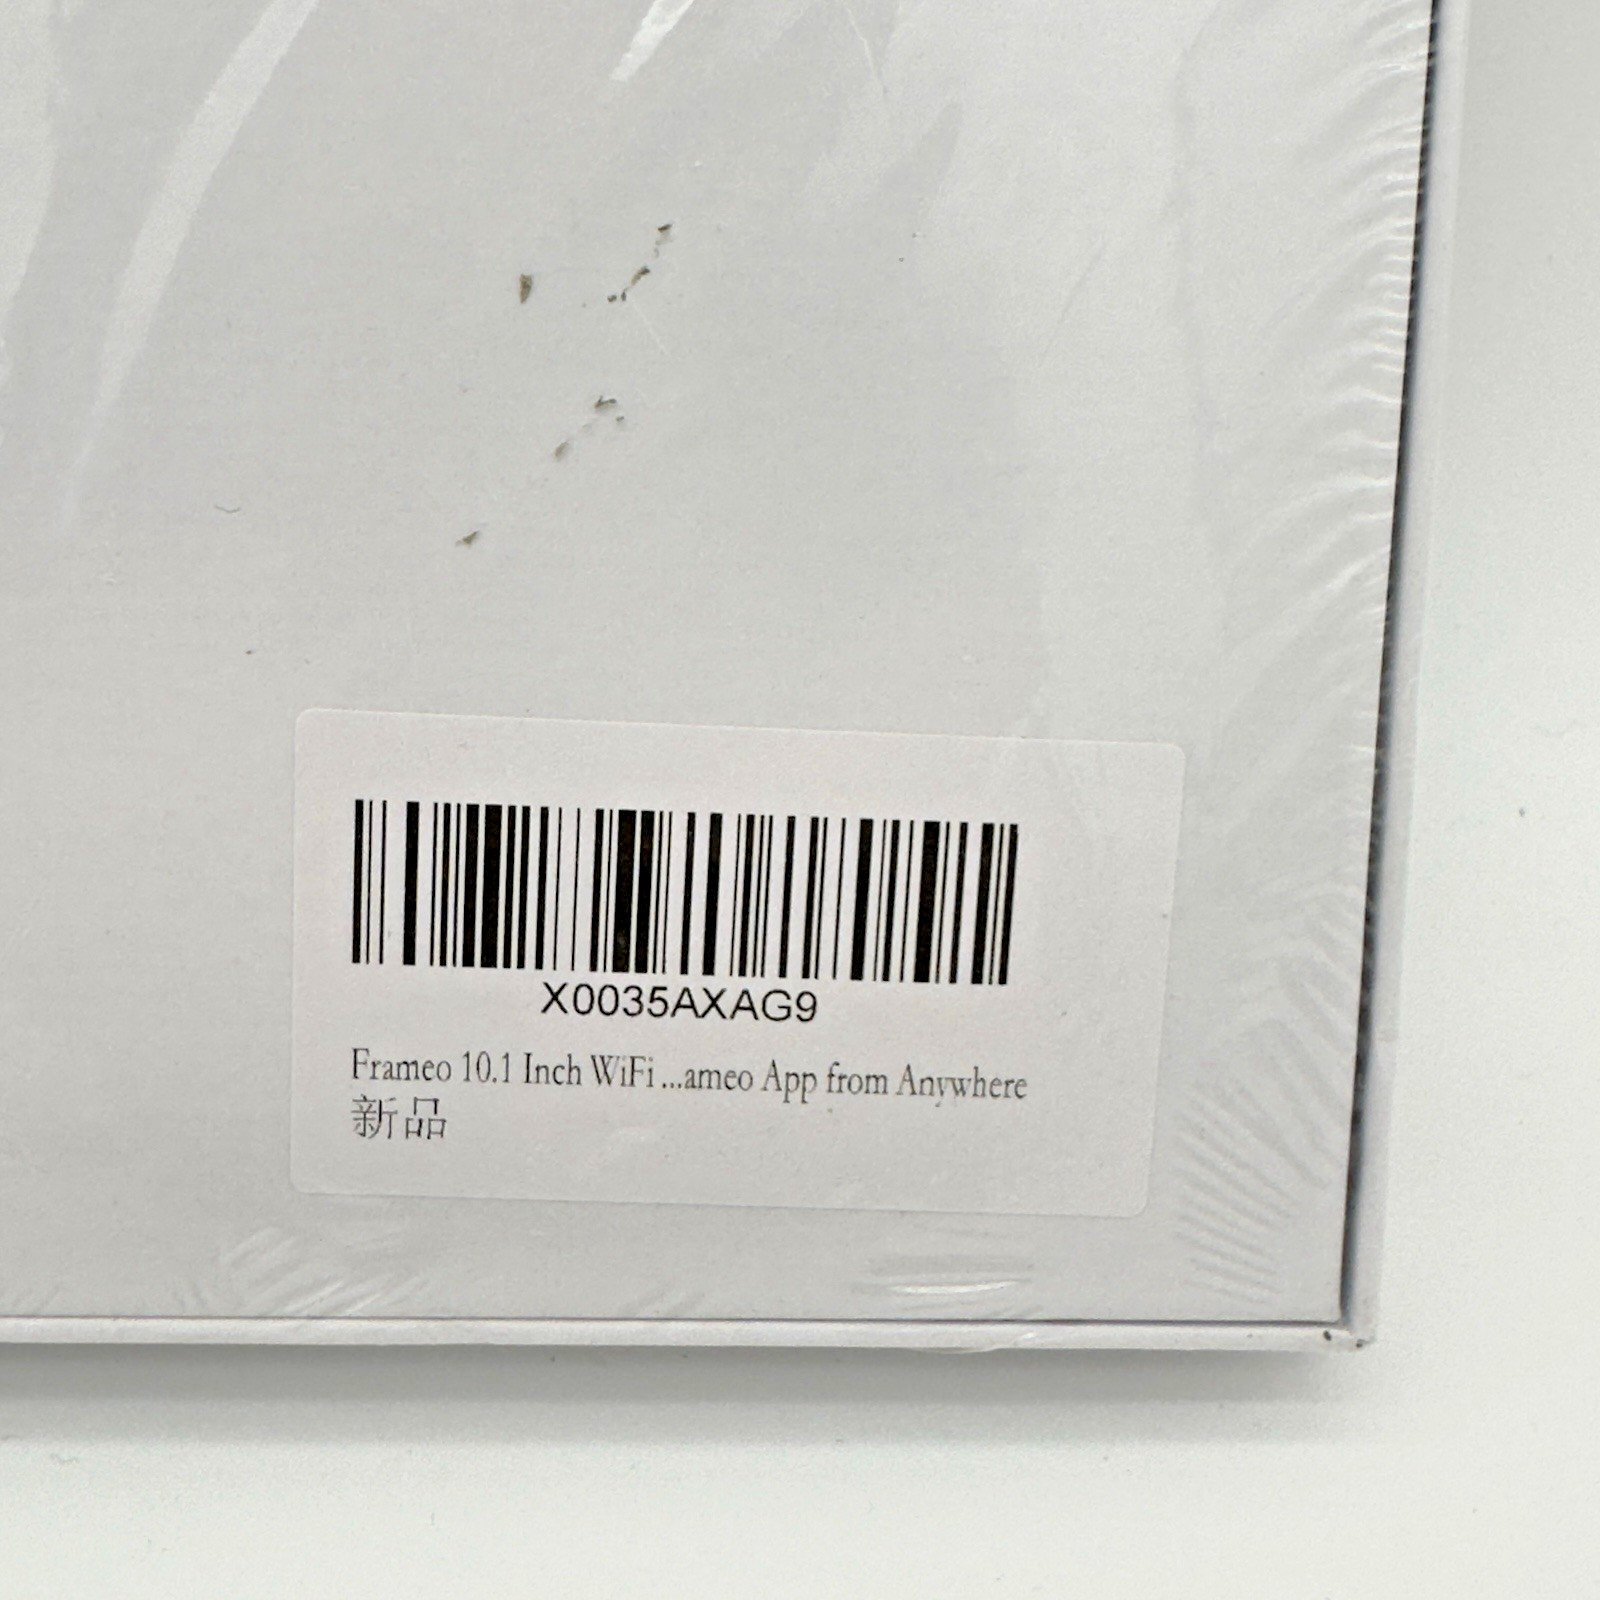 X0035AXAG9
Frameo 10.1 Inch WiFi ...ameo App from Anywhere
新品